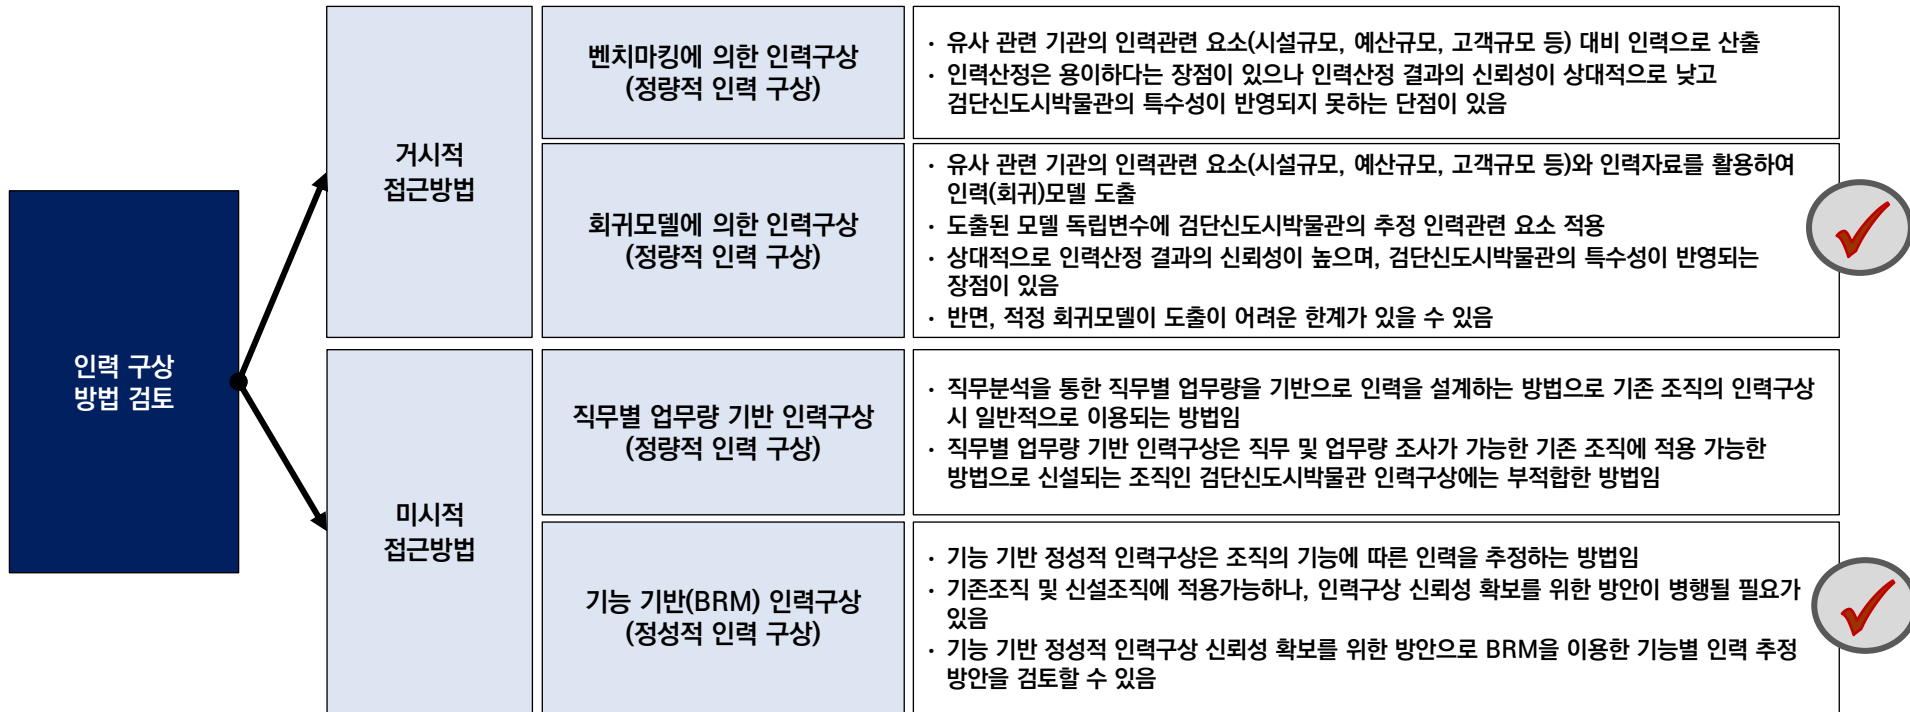 인력 구상
방법 검토
거시적
접근방법
벤치마킹에 의한 인력구상
(정량적 인력 구상)
· 유사 관련 기관의 인력관련 요소(시설규모, 예산규모, 고객규모 등) 대비 인력으로 산출
· 인력산정은 용이하다는 장점이 있으나 인력산정 결과의 신뢰성이 상대적으로 낮고
검단신도시박물관의 특수성이 반영되지 못하는 단점이 있음
회귀모델에 의한 인력구상
(정량적 인력 구상)
· 유사 관련 기관의 인력관련 요소(시설규모, 예산규모, 고객규모 등)와 인력자료를 활용하여
인력(회귀)모델 도출
· 도출된 모델 독립변수에 검단신도시박물관의 추정 인력관련 요소 적용
· 상대적으로 인력산정 결과의 신뢰성이 높으며, 검단신도시박물관의 특수성이 반영되는
장점이 있음
· 반면, 적정 회귀모델이 도출이 어려운 한계가 있을 수 있음
미시적
접근방법
직무별 업무량 기반 인력구상
(정량적 인력 구상)
· 직무분석을 통한 직무별 업무량을 기반으로 인력을 설계하는 방법으로 기존 조직의 인력구상
시 일반적으로 이용되는 방법임
· 직무별 업무량 기반 인력구상은 직무 및 업무량 조사가 가능한 기존 조직에 적용 가능한
방법으로 신설되는 조직인 검단신도시박물관 인력구상에는 부적합한 방법임
기능 기반(BRM) 인력구상
(정성적 인력 구상)
· 기능 기반 정성적 인력구상은 조직의 기능에 따른 인력을 추정하는 방법임
· 기존조직 및 신설조직에 적용가능하나, 인력구상 신뢰성 확보를 위한 방안이 병행될 필요가
있음
· 기능 기반 정성적 인력구상 신뢰성 확보를 위한 방안으로 BRM을 이용한 기능별 인력 추정
방안을 검토할 수 있음